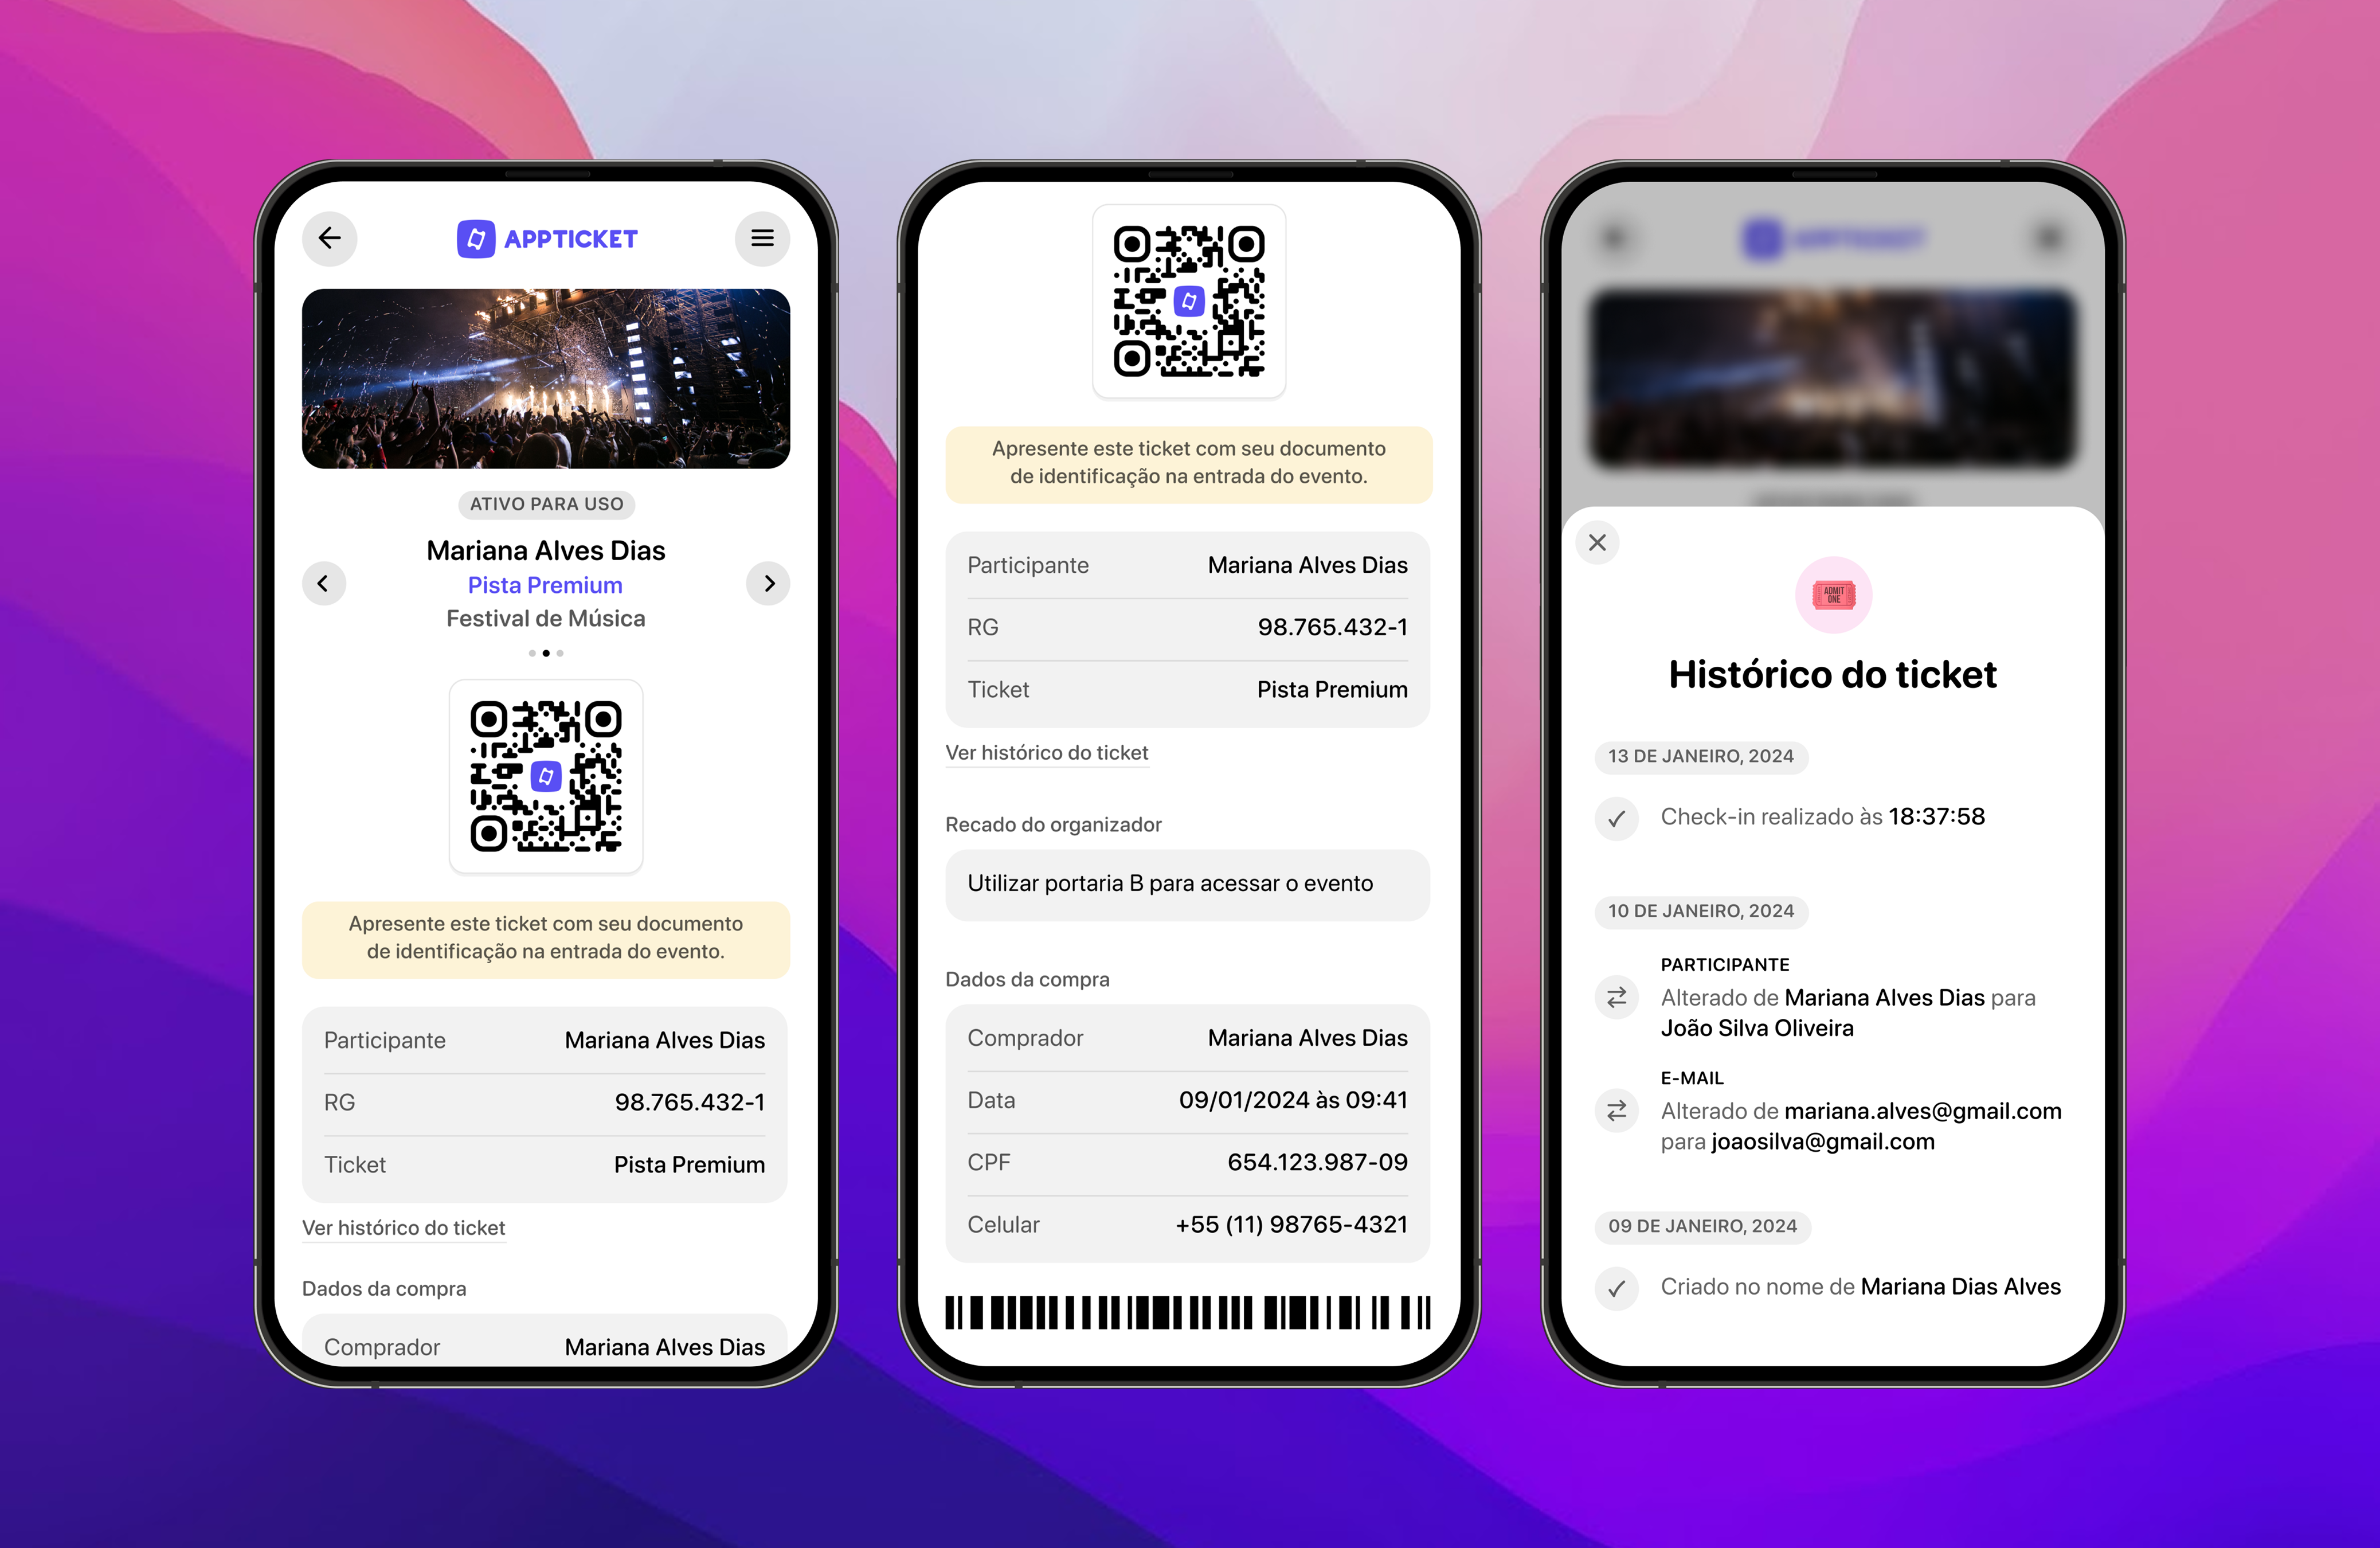 APPTICKET
ATIVO PARA USO
Mariana Alves Dias
Pista Premium
Festival de Música
Apresente este ticket com seu documento
de identificação na entrada do evento.
Participante Mariana Alves Dias
RG 98.765.432-1
Ticket Pista Premium
Ver histórico do ticket
Dados da compra
Comprador Mariana Alves Dias
Apresente este ticket com seu documento
de identificação na entrada do evento.
Participante Mariana Alves Dias
RG 98.765.432-1
Ticket Pista Premium
Ver histórico do ticket
Recado do organizador
Utilizar portaria B para acessar o evento
Dados da compra
Comprador Mariana Alves Dias
Data 09/01/2024 às 09:41
CPF 654.123.987-09
Celular +55 (11) 98765-4321
ADMIT
ONE
Histórico do ticket
13 DE JANEIRO, 2024
Check-in realizado às 18:37:58
10 DE JANEIRO, 2024
PARTICIPANTE
Alterado de Mariana Alves Dias para
João Silva Oliveira
E-MAIL
Alterado de mariana.alves@gmail.com
para joaosilva@gmail.com
09 DE JANEIRO, 2024
Criado no nome de Mariana Dias Alves